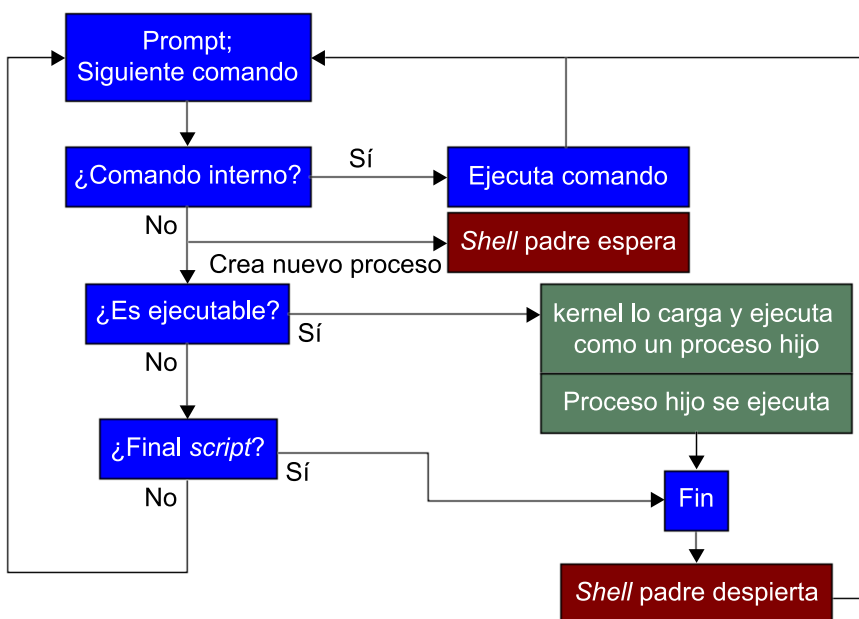 Prompt;
Siguiente comando
¿Comando interno?
Sí
Ejecuta comando
No
Shell padre espera
Crea nuevo proceso
¿Es ejecutable?
Sí
kernel lo carga y ejecuta
como un proceso hijo
No
Proceso hijo se ejecuta
¿Final script?
Sí
No
Fin
Shell padre despierta